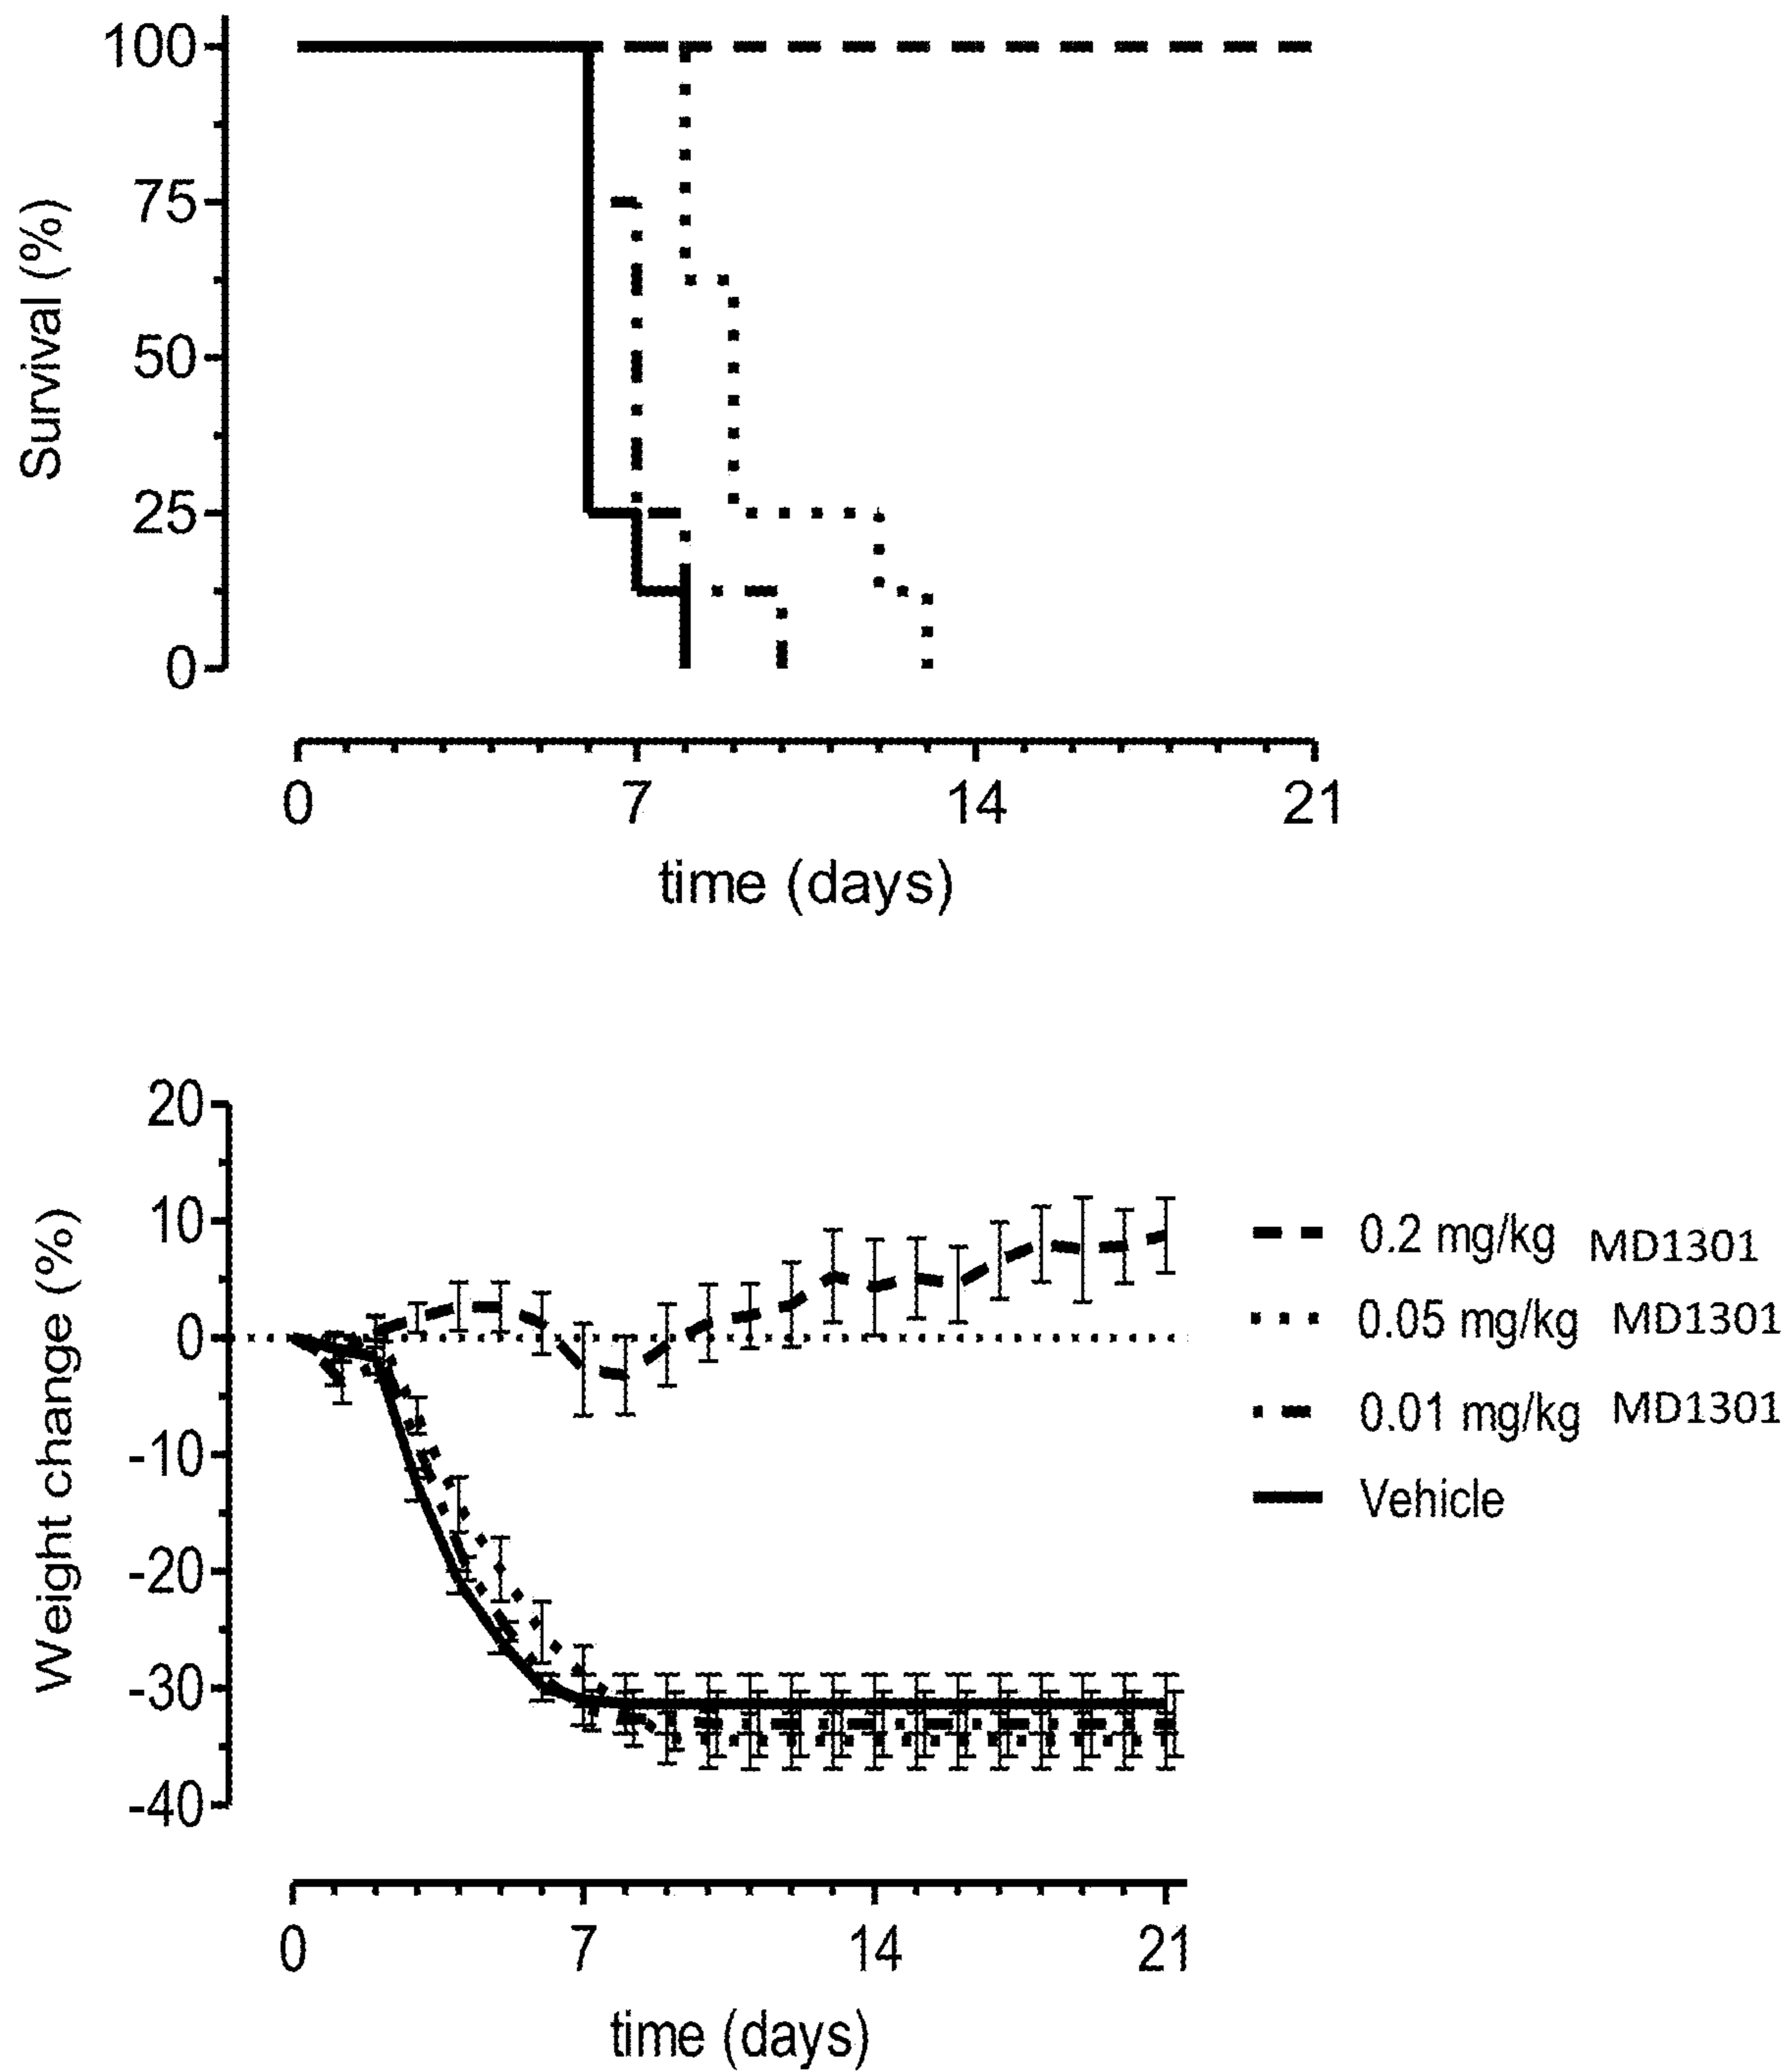 Survival (%)
100
75
50
25
0
0 7 14 21
time (days)
Weight change (%)
20
10
0
-10
-20
-30
-40
0 7 14 21
time (days)
0.2 mg/kg MD1301
0.05 mg/kg MD1301
0.01 mg/kg MD1301
Vehicle